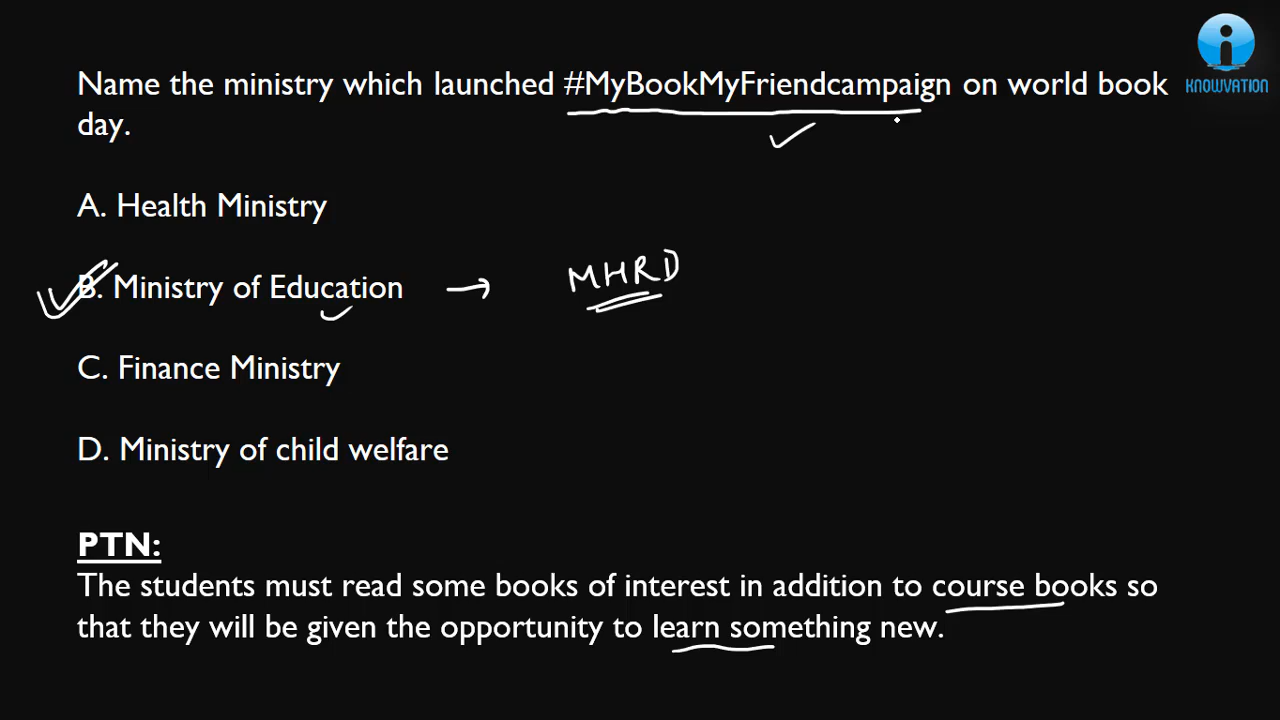 Name the ministry which launched #MyBookMyFriendcampaign on world book
day.
A. Health Ministry
B. Ministry of Education → MHRD
C. Finance Ministry
D. Ministry of child welfare
PTN:
The students must read some books of interest in addition to course books so
that they will be given the opportunity to learn something new.
i
KNOWVATION